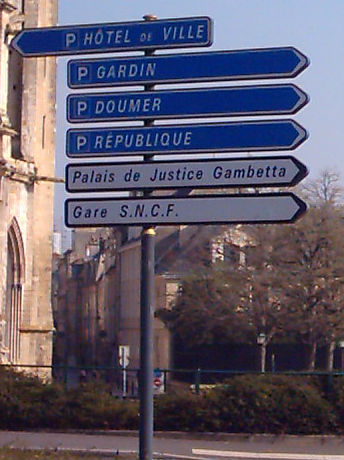 P HÔTEL DE VILLE
P GARDIN
P DOUMER
P RÉPUBLIQUE
Palais de Justice Gambetta
Gare S.N.C.F.